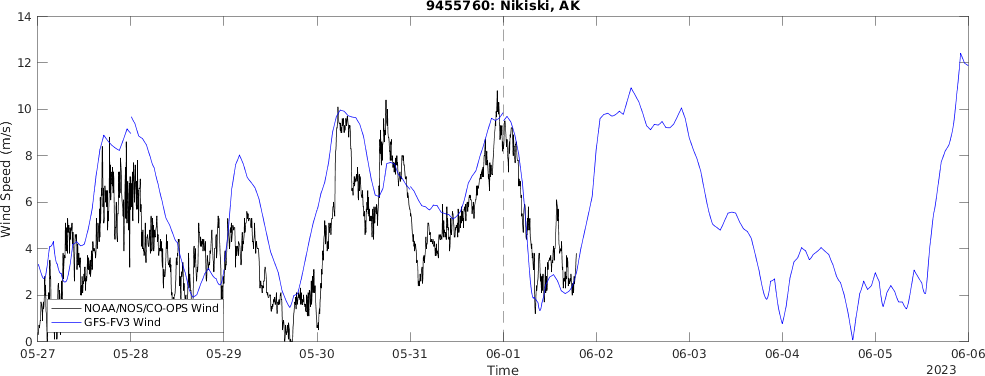 9455760: Nikiski, AK
Wind Speed (m/s)
14
12
10
8
6
4
2
0
NOAA/NOS/CO-OPS Wind
GFS-FV3 Wind
05-27 05-28 05-29 05-30 05-31 06-01 06-02 06-03 06-04 06-05 06-06
Time
2023